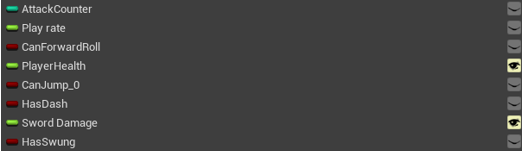 AttackCounter
Play rate
CanForwardRoll
PlayerHealth
CanJump_0
HasDash
Sword Damage
HasSwung